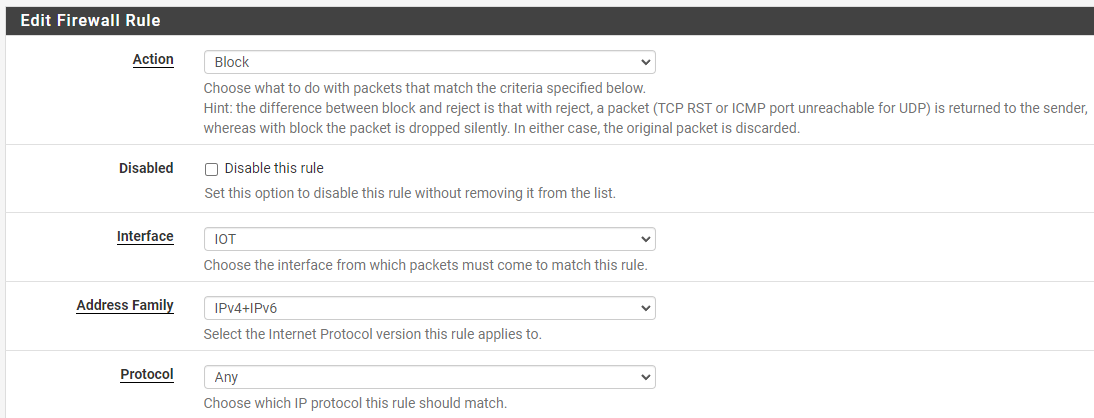 Edit Firewall Rule
Action
Block
Choose what to do with packets that match the criteria specified below.
Hint: the difference between block and reject is that with reject, a packet (TCP RST or ICMP port unreachable for UDP) is returned to the sender,
whereas with block the packet is dropped silently. In either case, the original packet is discarded.
Disabled
Disable this rule
Set this option to disable this rule without removing it from the list.
Interface
IOT
Choose the interface from which packets must come to match this rule.
Address Family
IPv4+IPv6
Select the Internet Protocol version this rule applies to.
Protocol
Any
Choose which IP protocol this rule should match.